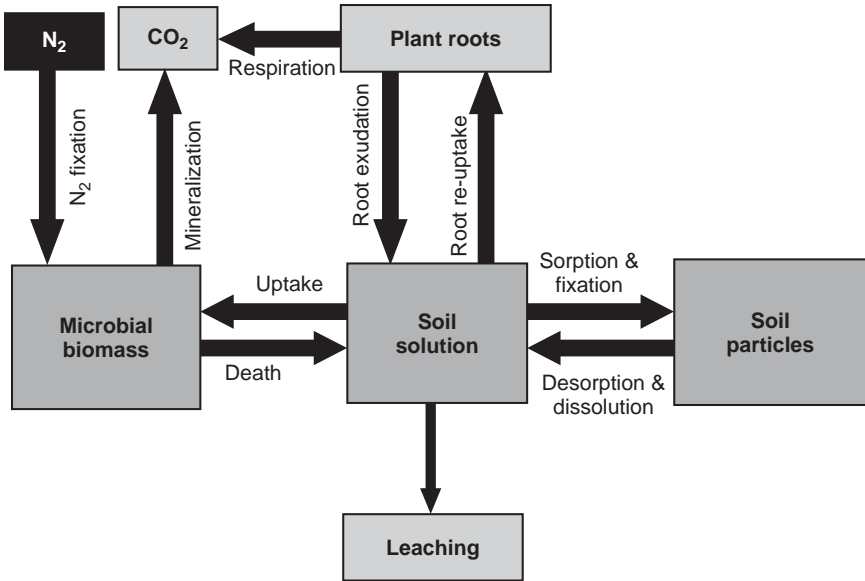 N₂
CO₂
Plant roots
Respiration
N₂ fixation
Mineralization
Root exudation
Root re-uptake
Microbial
biomass
Uptake
Death
Soil
solution
Sorption &
fixation
Desorption &
dissolution
Soil
particles
Leaching